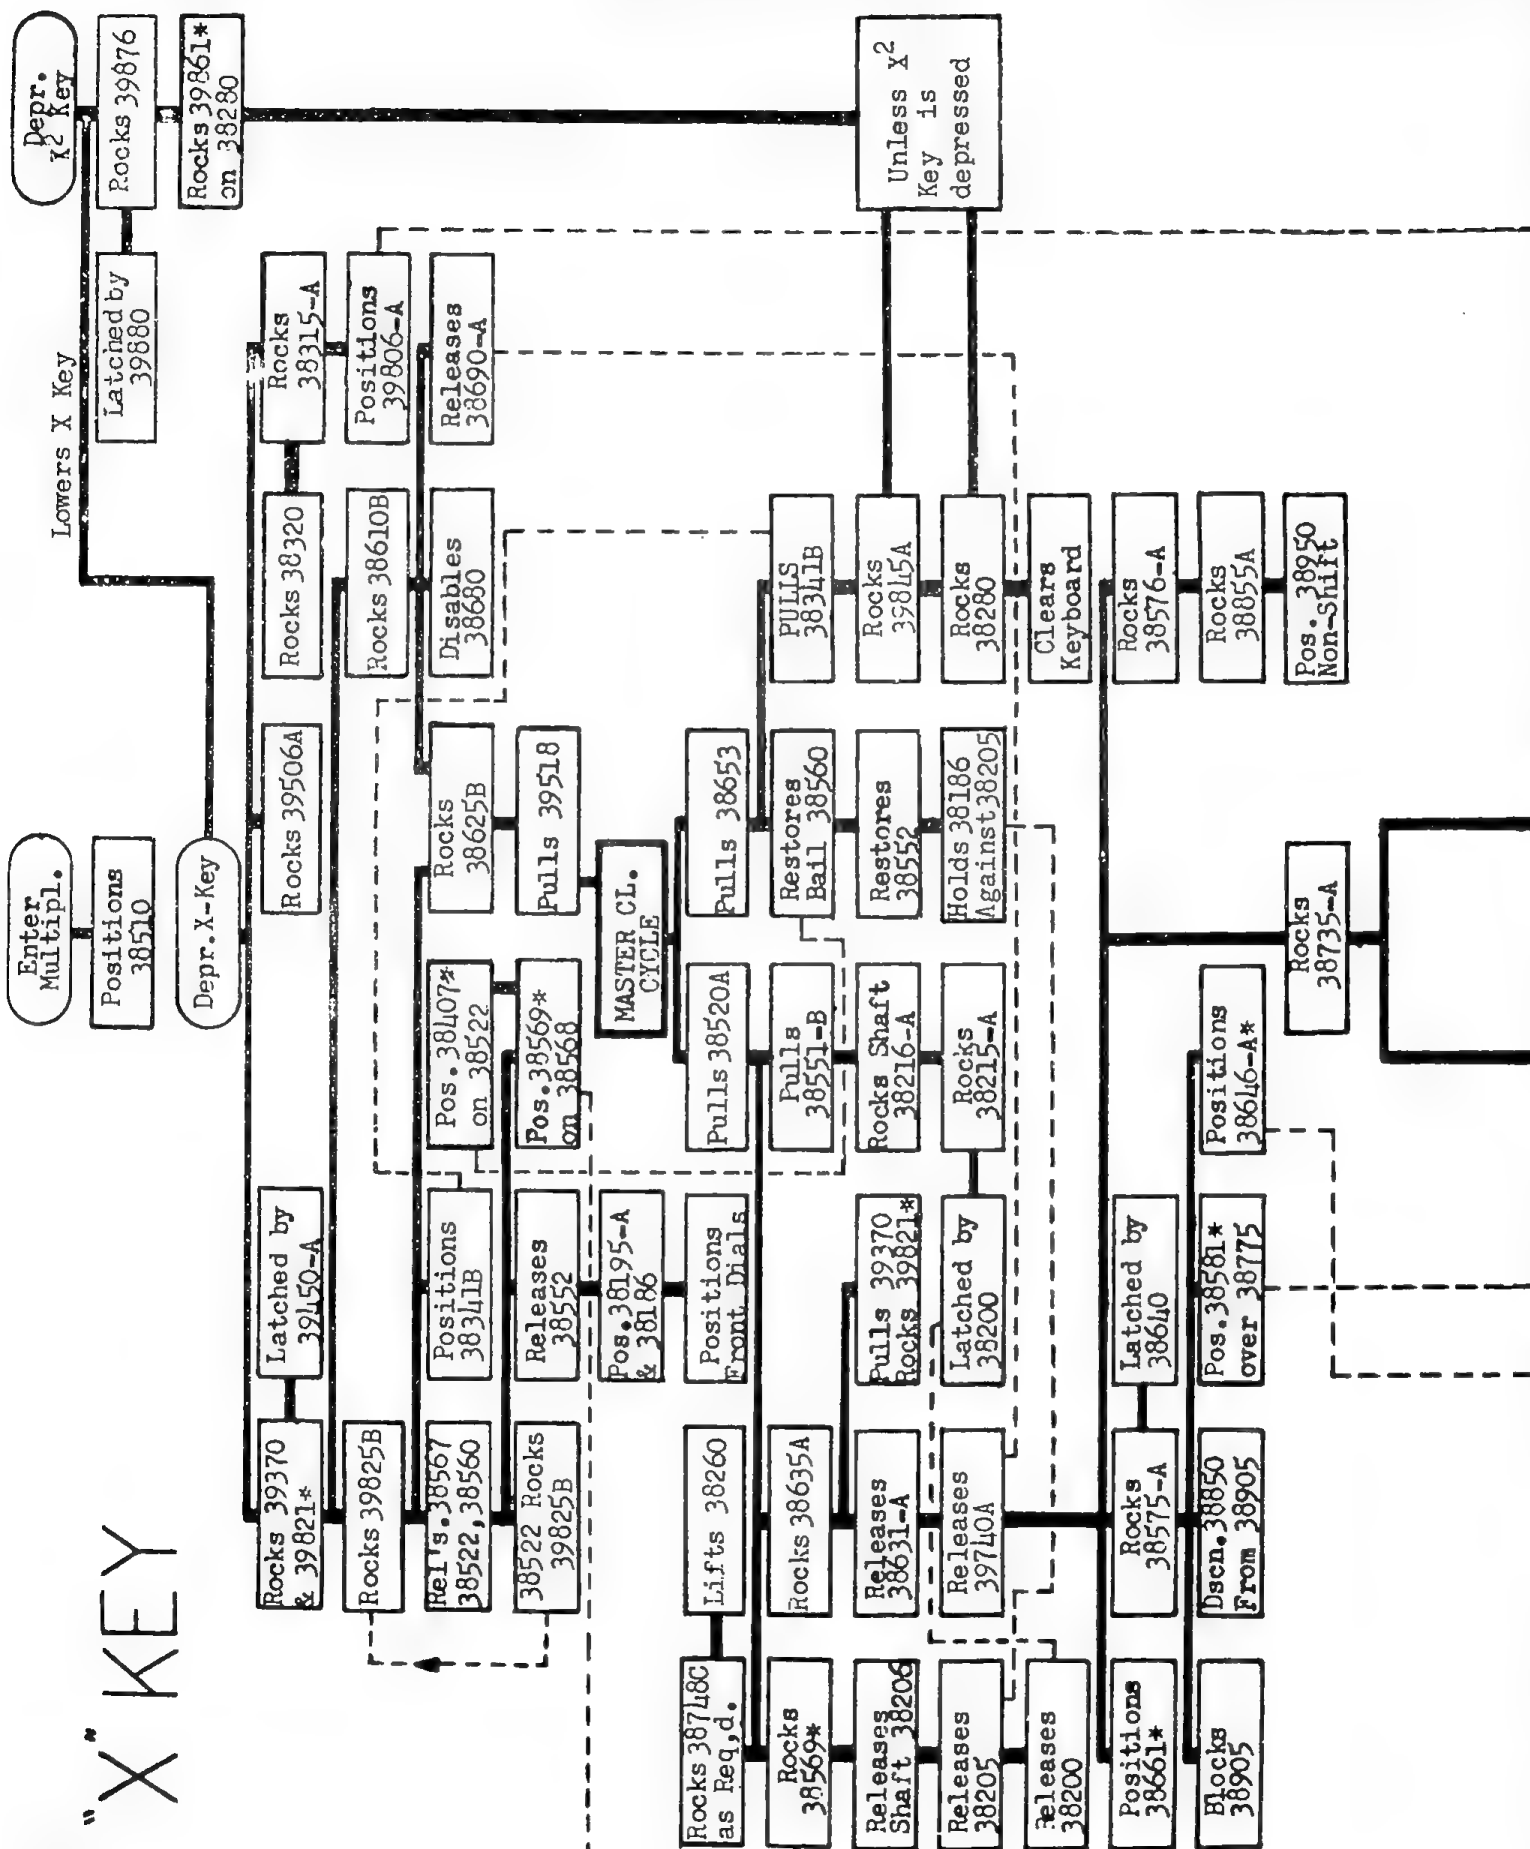 "X" KEY
Enter
Multipl.
Positions
38510
Depr.X-Key
Lowers X Key
Depr.
X2 Key
Rocks 39876
Latched by
39880
Rocks 39861*
on 38280
Rocks 39370
& 39821*
Latched by
39450-A
Rocks 39506A
Rocks 38320
Rocks
38315-A
Rocks 39825B
Rocks 38610B
Positions
39806-A
Rel's.38567
38522,38560
Positions
38341B
Pos.38407*
on 38522
Rocks
38625B
Disables
38680
Releases
38690-A
38522 Rocks
39825B
Releases
38552
Pos.38569*
on 38568
Pulls 39518
Pos.38195-A
& 38186
MASTER CL.
CYCLE
Rocks 38748C
as Req,d.
Lifts 38260
Positions
Front Dials
Pulls 38520A
Pulls 38653
Rocks
38569*
Rocks 38635A
Pulls
38551-B
Restores
Bail 38560
PULLS
38341B
Releases
Shaft 38206
Releases
38631-A
Pulls 39370
Rocks 39821*
Rocks Shaft
38216-A
Restores
38552
Rocks
39845A
Unless X2
Key is
depressed
Releases
38205
Releases
39740A
Latched by
38200
Rocks
38215-A
Holds 38186
Against38205
Rocks
38280
Releases
38200
Clears
Keyboard
Positions
38661*
Rocks
38575-A
Latched by
38640
Rocks
38576-A
Blocks
38905
Dscn.38850
From 38905
Pos.38581*
over 38775
Positions
38646-A*
Rocks
38855A
Rocks
38735-A
Pos. 38950
Non-Shift